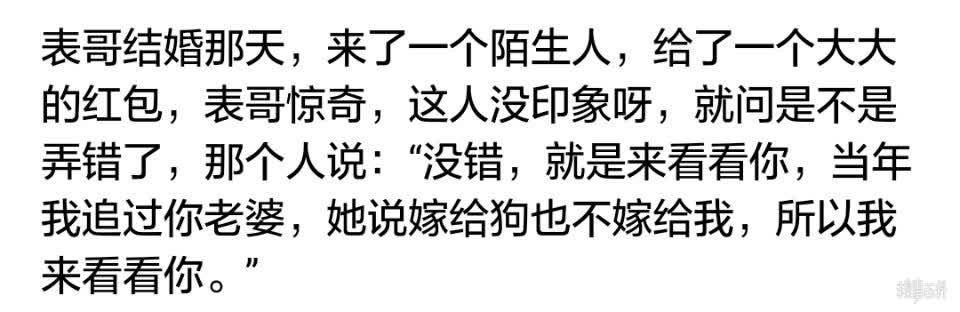 表哥结婚那天，来了一个陌生人，给了一个大大
的红包，表哥惊奇，这人没印象呀，就问是不是
弄错了，那个人说：“没错，就是来看看你，当年
我追过你老婆，她说嫁给狗也不嫁给我，所以我
来看看你。”